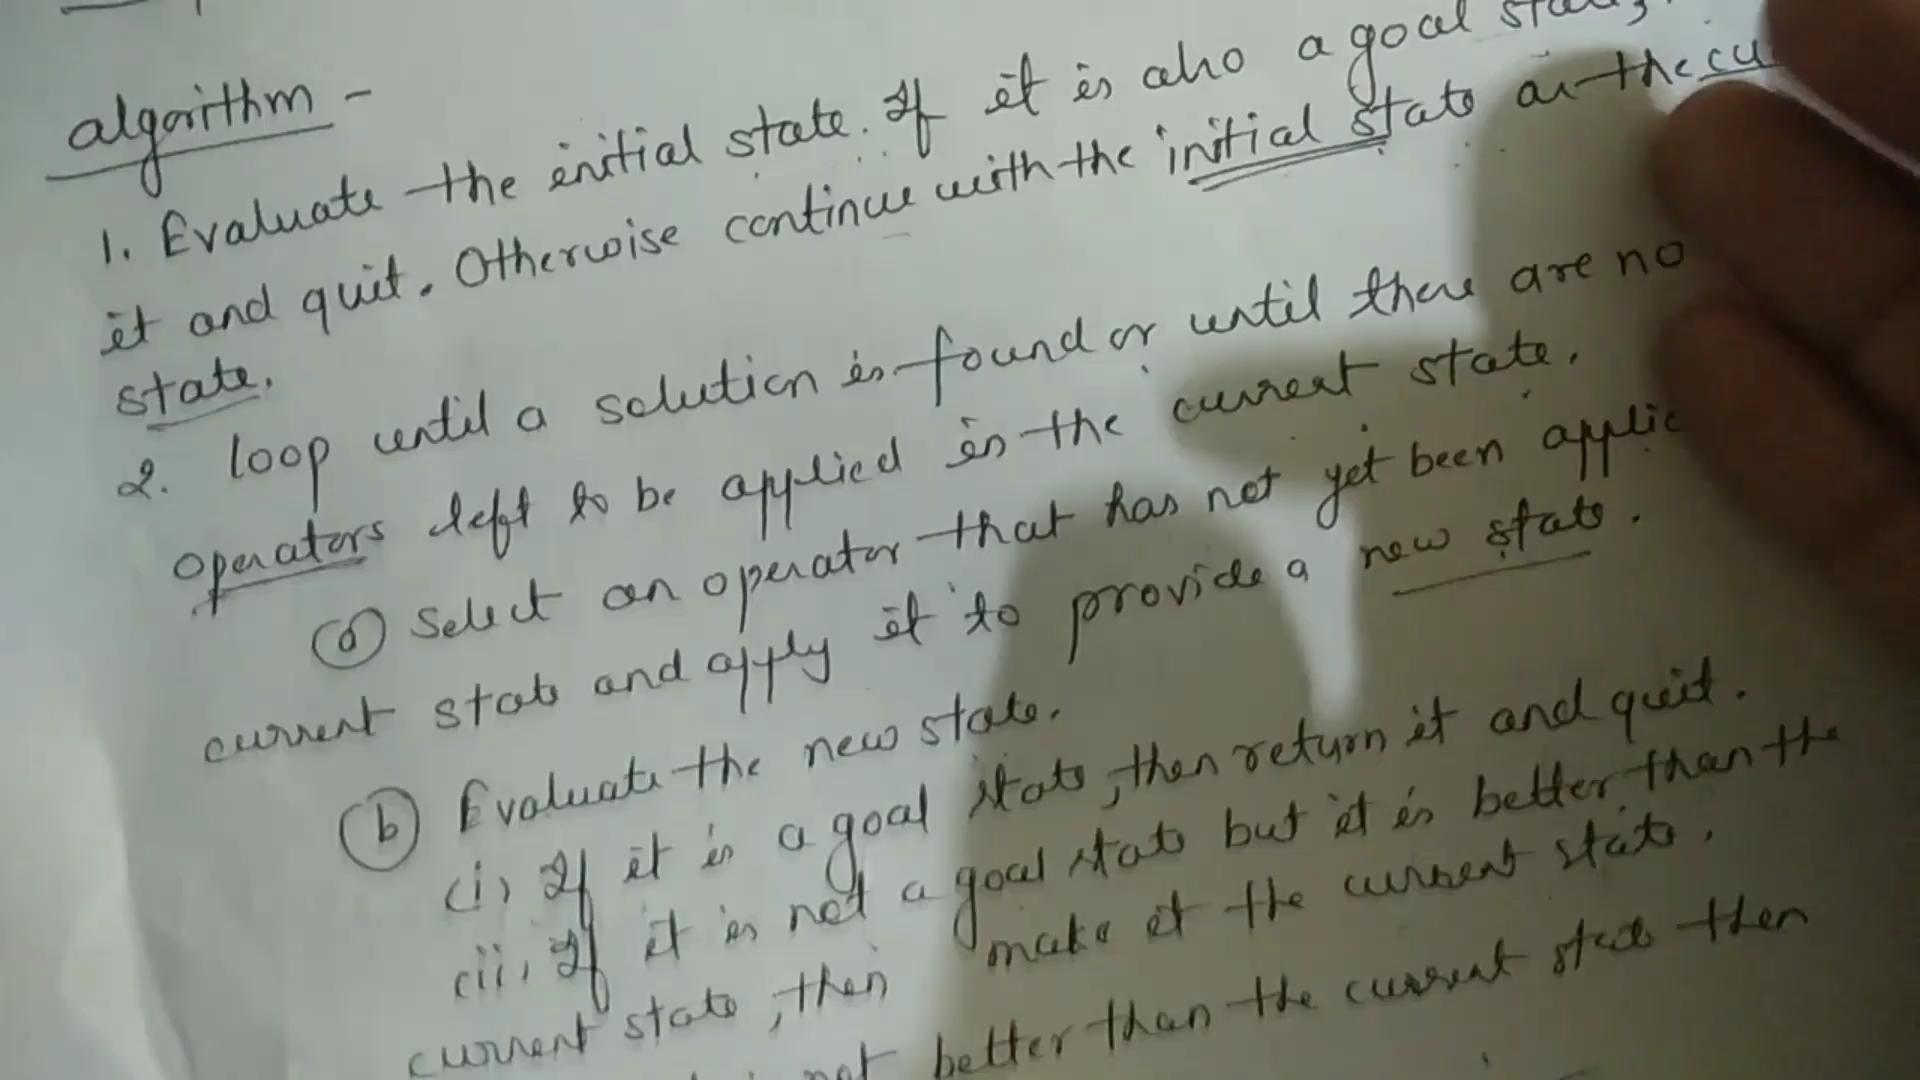 algorithm -
1. Evaluate the initial state. If it is also a goal state,
it and quit. Otherwise continue with the initial state as the cu
state.
2. loop until a solution is found or until there are no
operators left to be applied in the current state.
(a) Select an operator that has not yet been applie
current state and apply it to provide a new state.
(b) Evaluate the new state.
(i) If it is a goal state, then return it and quit.
(ii) If it is not a goal state but it is better than the
current state, then make it the current state.
not better than the current state then